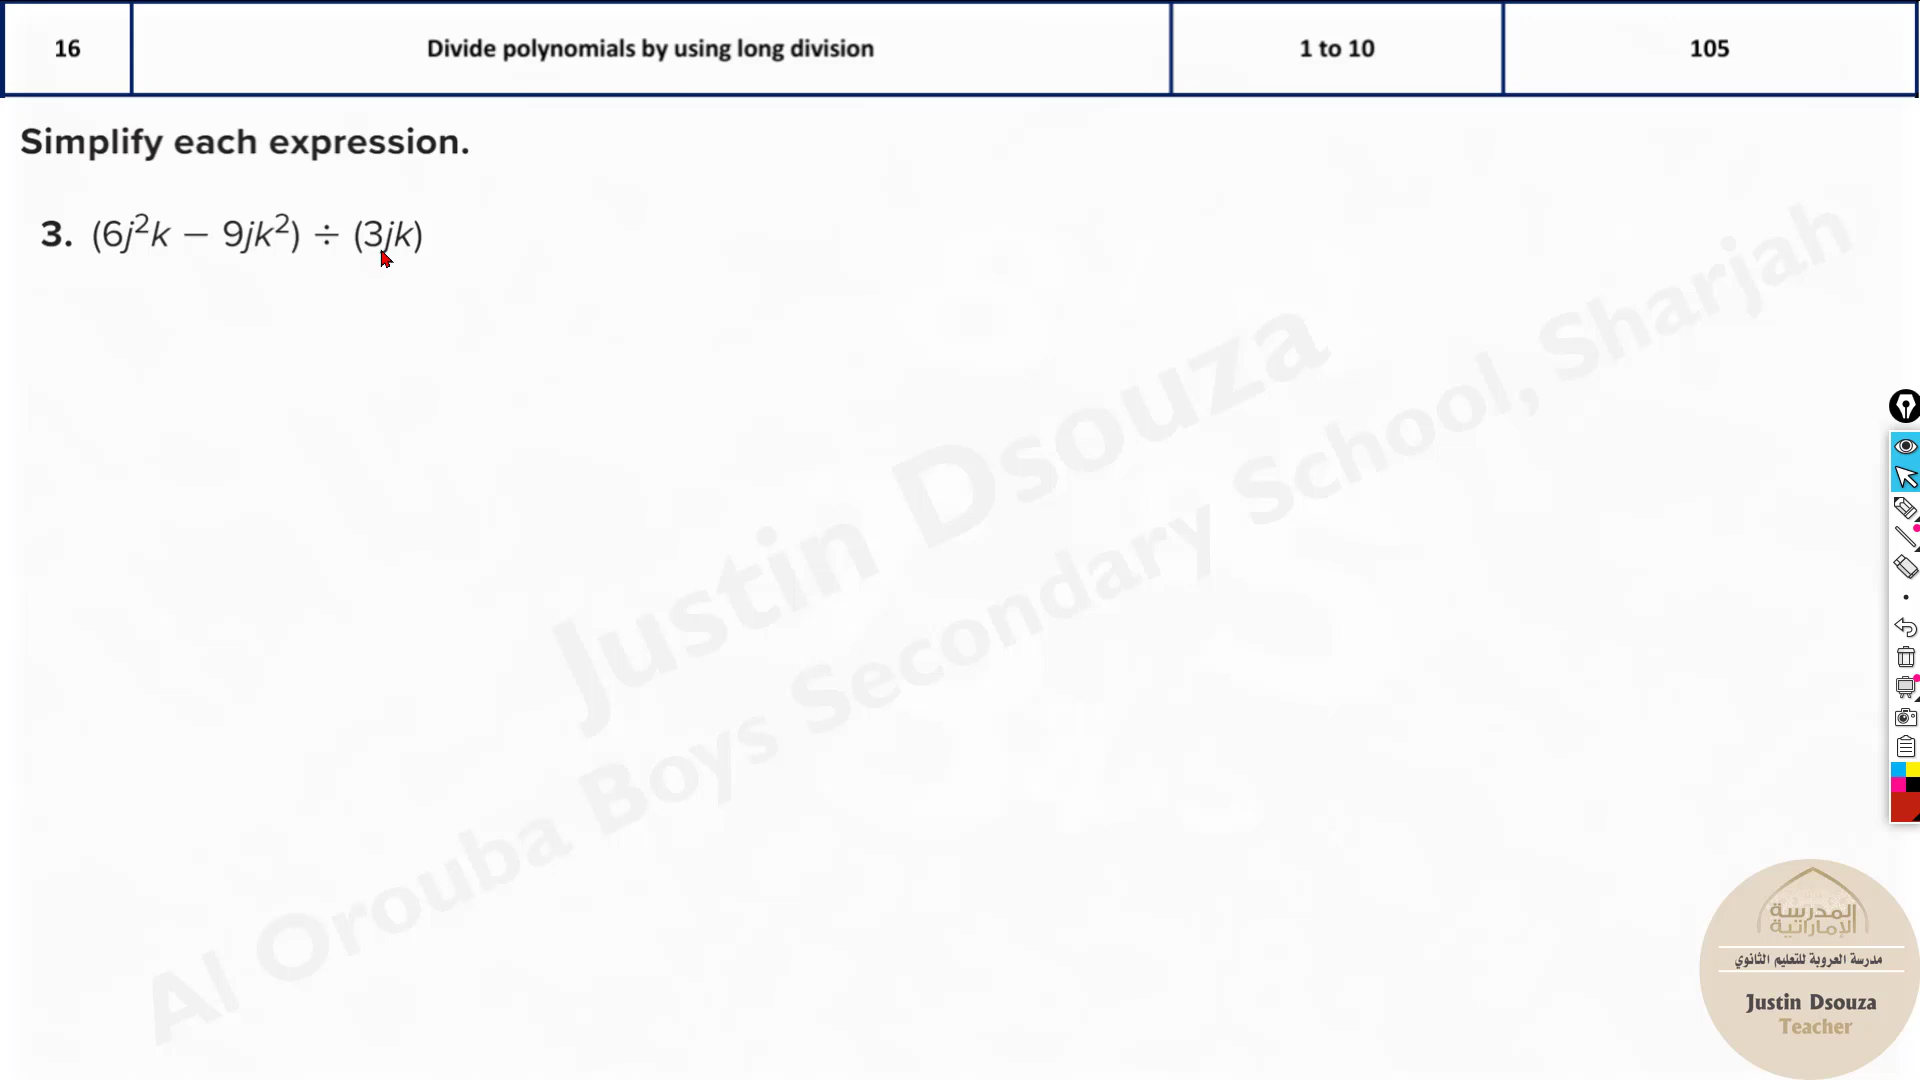 16 Divide polynomials by using long division 1 to 10 105
Simplify each expression.
3. (6j²k − 9jk²) ÷ (3jk)
Justin Dsouza
Al Orouba Boys Secondary School, Sharjah
المدرسة
الإماراتية
مدرسة العروبة للتعليم الثانوي
Justin Dsouza
Teacher